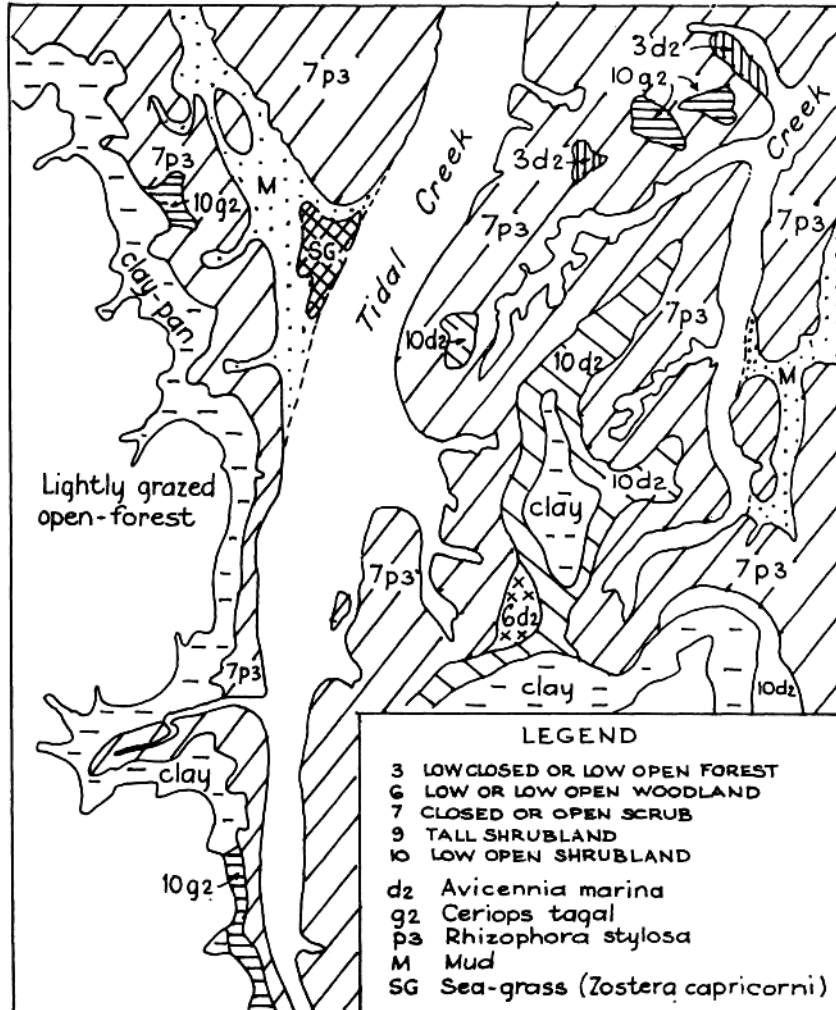 3d2
10g2
7p3
Creek
7p3
3d2
M
10g2
7p3
7p3
SG
Creek
Tidal
clay-pan
10d2
10d2
7p3
M
Lightly grazed
open-forest
clay
10d2
7p3
7p3
6d2
7p3
clay
10d2
clay
10g2
LEGEND
3 LOW CLOSED OR LOW OPEN FOREST
6 LOW OR LOW OPEN WOODLAND
7 CLOSED OR OPEN SCRUB
9 TALL SHRUBLAND
10 LOW OPEN SHRUBLAND
d2 Avicennia marina
g2 Ceriops tagal
p3 Rhizophora stylosa
M Mud
SG Sea-grass (Zostera capricorni)